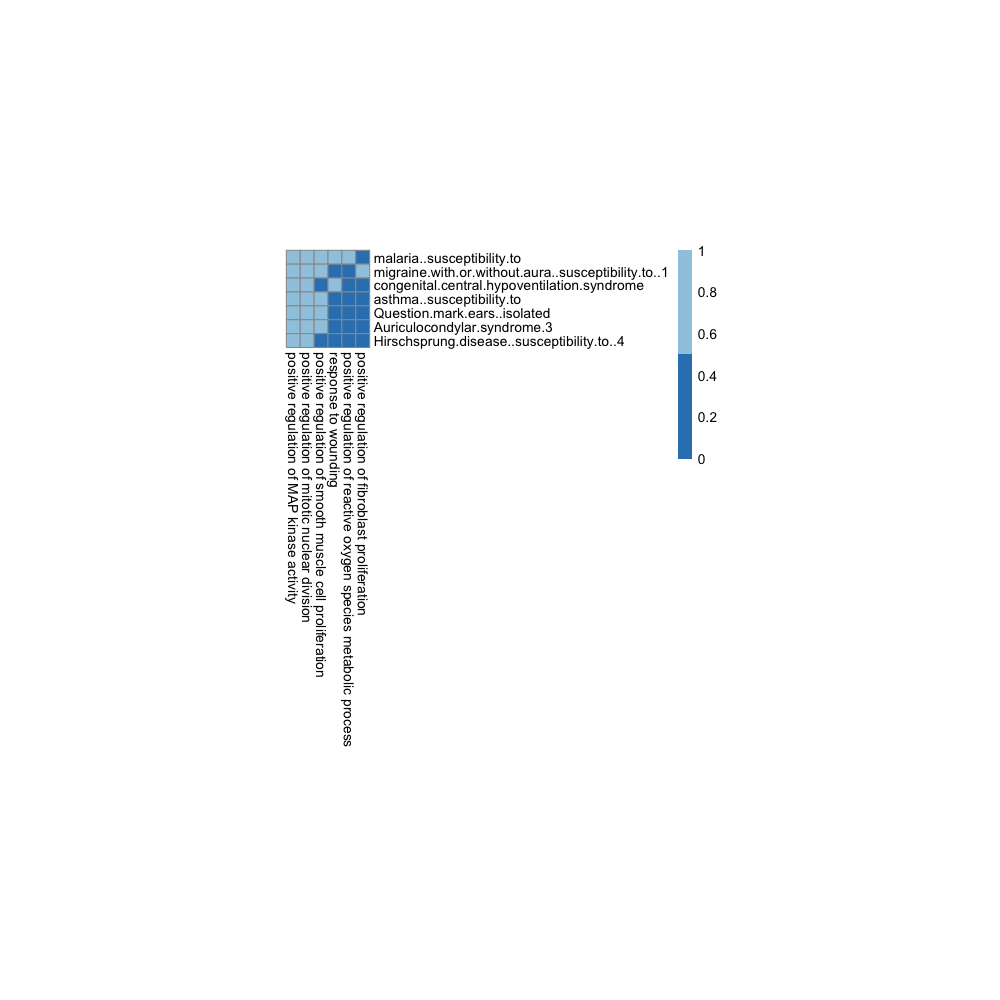 malaria..susceptibility.to
migraine.with.or.without.aura..susceptibility.to..1
congenital.central.hypoventilation.syndrome
asthma..susceptibility.to
Question.mark.ears..isolated
Auriculocondylar.syndrome.3
Hirschsprung.disease..susceptibility.to..4
1
0.8
0.6
0.4
0.2
0
positive regulation of MAP kinase activity
positive regulation of mitotic nuclear division
positive regulation of smooth muscle cell proliferation
response to wounding
positive regulation of reactive oxygen species metabolic process
positive regulation of fibroblast proliferation